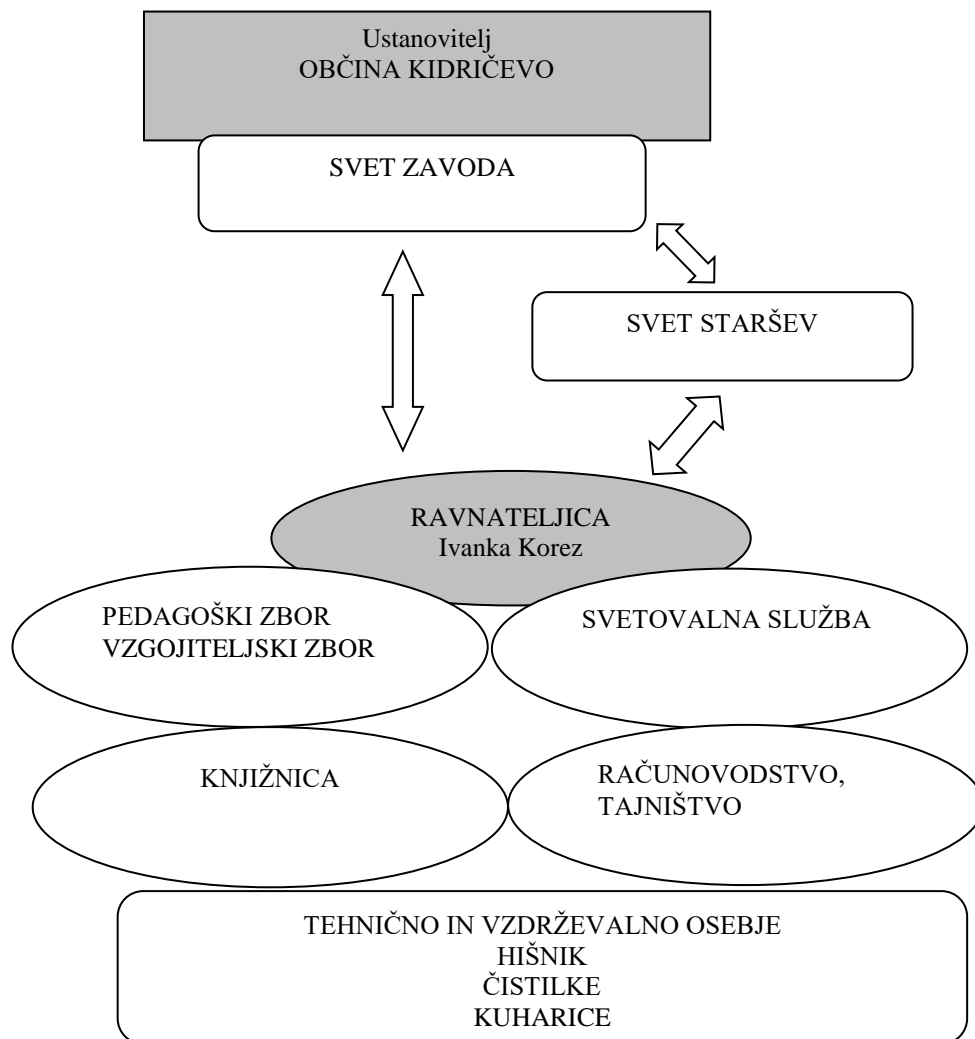 Ustanovitelj
OBČINA KIDRIČEVO
SVET ZAVODA
SVET STARŠEV
RAVNATELJICA
Ivanka Korez
PEDAGOŠKI ZBOR
VZGOJITELJSKI ZBOR
SVETOVALNA SLUŽBA
KNJIŽNICA
RAČUNOVODSTVO,
TAJNIŠTVO
TEHNIČNO IN VZDRŽEVALNO OSEBJE
HIŠNIK
ČISTILKE
KUHARICE